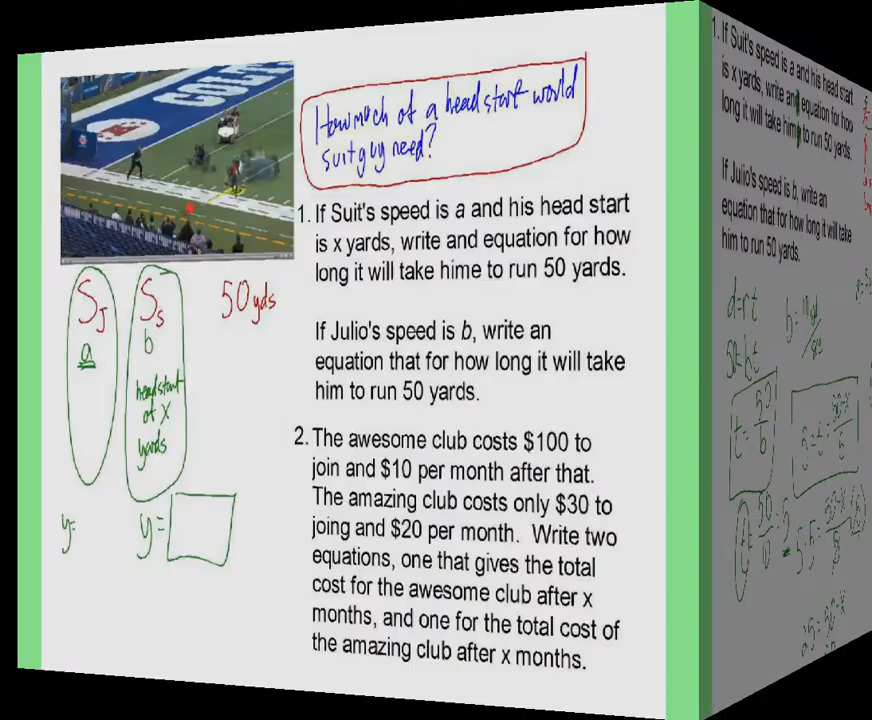 COLTS
How much of a head start would
suit guy need?
1. If Suit's speed is a and his head start
is x yards, write and equation for how
long it will take hime to run 50 yards.
If Julio's speed is b, write an
equation that for how long it will take
him to run 50 yards.
2. The awesome club costs $100 to
join and $10 per month after that.
The amazing club costs only $30 to
joing and $20 per month. Write two
equations, one that gives the total
cost for the awesome club after x
months, and one for the total cost of
the amazing club after x months.
SJ
a
Ss
b
head start
of X
yards
50 yds
y=
y=
1. If Suit's speed is a and his head start
is x yards, write and equation for how
long it will take hime to run 50 yards.
If Julio's speed is b, write an
equation that for how long it will take
him to run 50 yards.
d=rt
50=bt
t=50/b